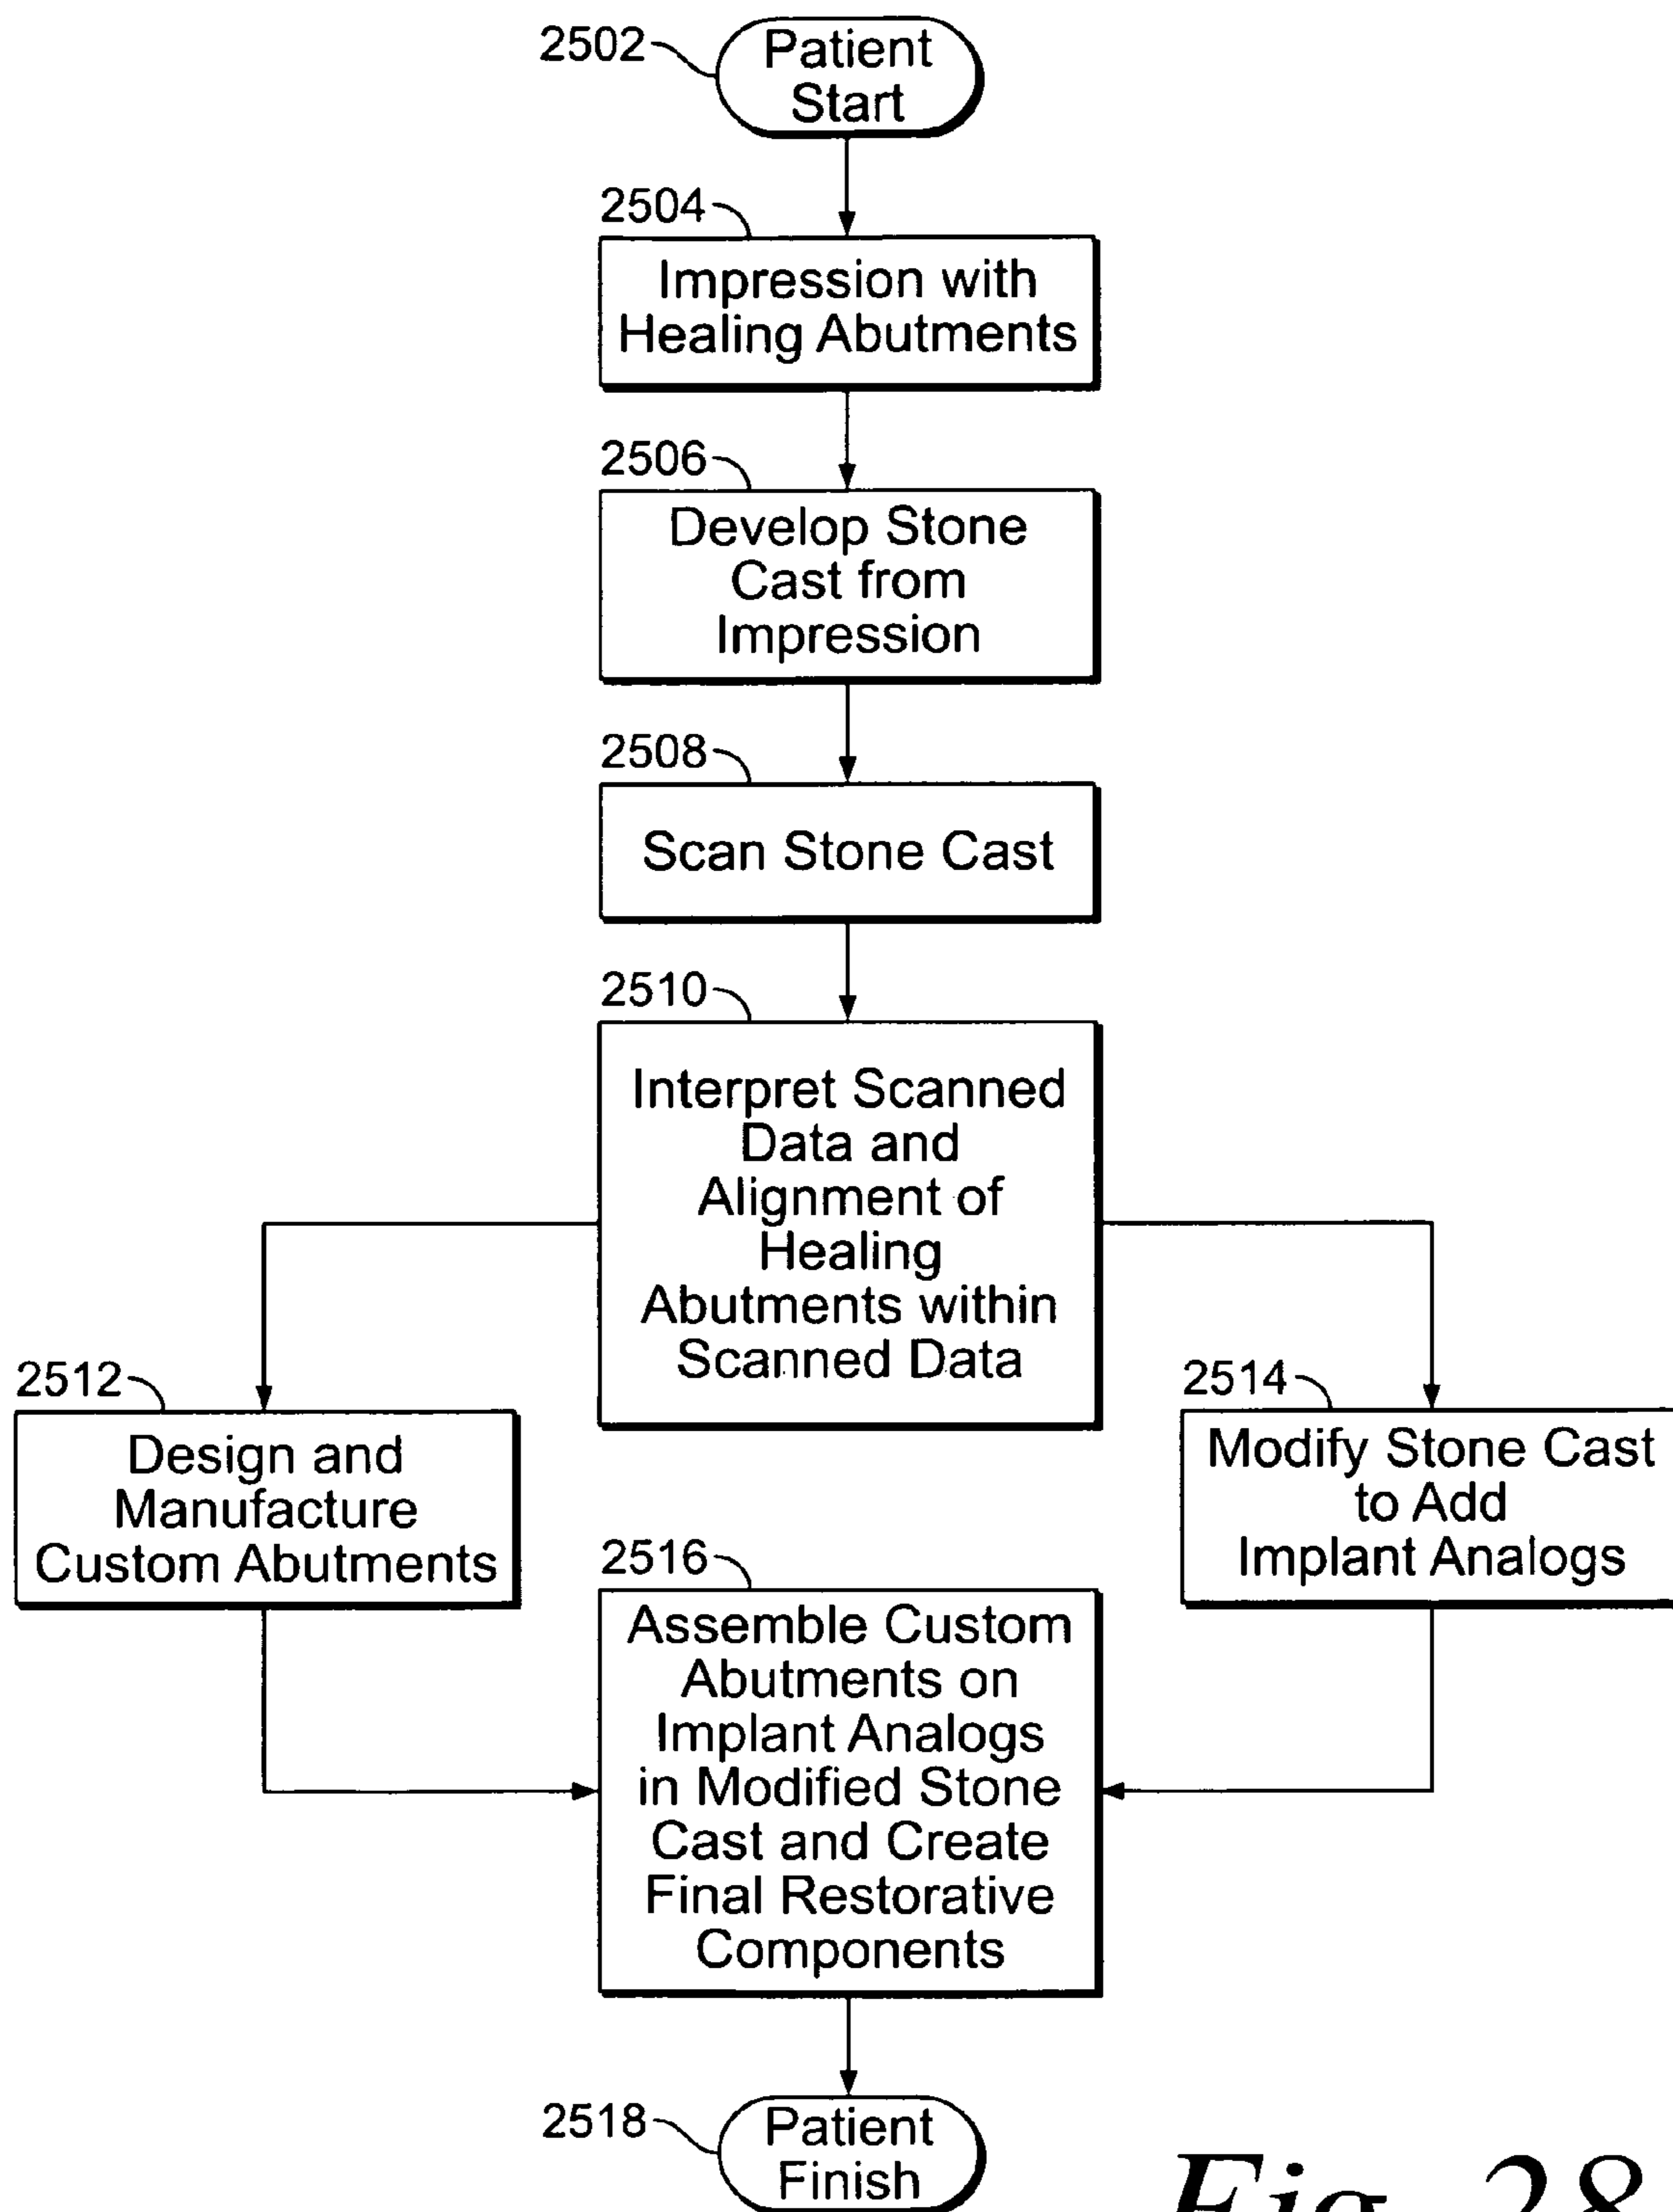 2502
Patient
Start
2504
Impression with
Healing Abutments
2506
Develop Stone
Cast from
Impression
2508
Scan Stone Cast
2510
Interpret Scanned
Data and
Alignment of
Healing
Abutments within
Scanned Data
2512
Design and
Manufacture
Custom Abutments
2514
Modify Stone Cast
to Add
Implant Analogs
2516
Assemble Custom
Abutments on
Implant Analogs
in Modified Stone
Cast and Create
Final Restorative
Components
2518
Patient
Finish
Fig. 28